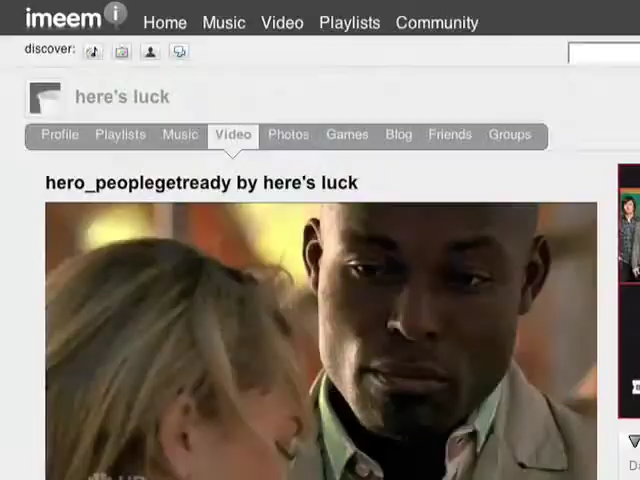 imeem i
Home Music Video Playlists Community
discover:
here's luck
Profile Playlists Music Video Photos Games Blog Friends Groups
hero_peoplegetready by here's luck